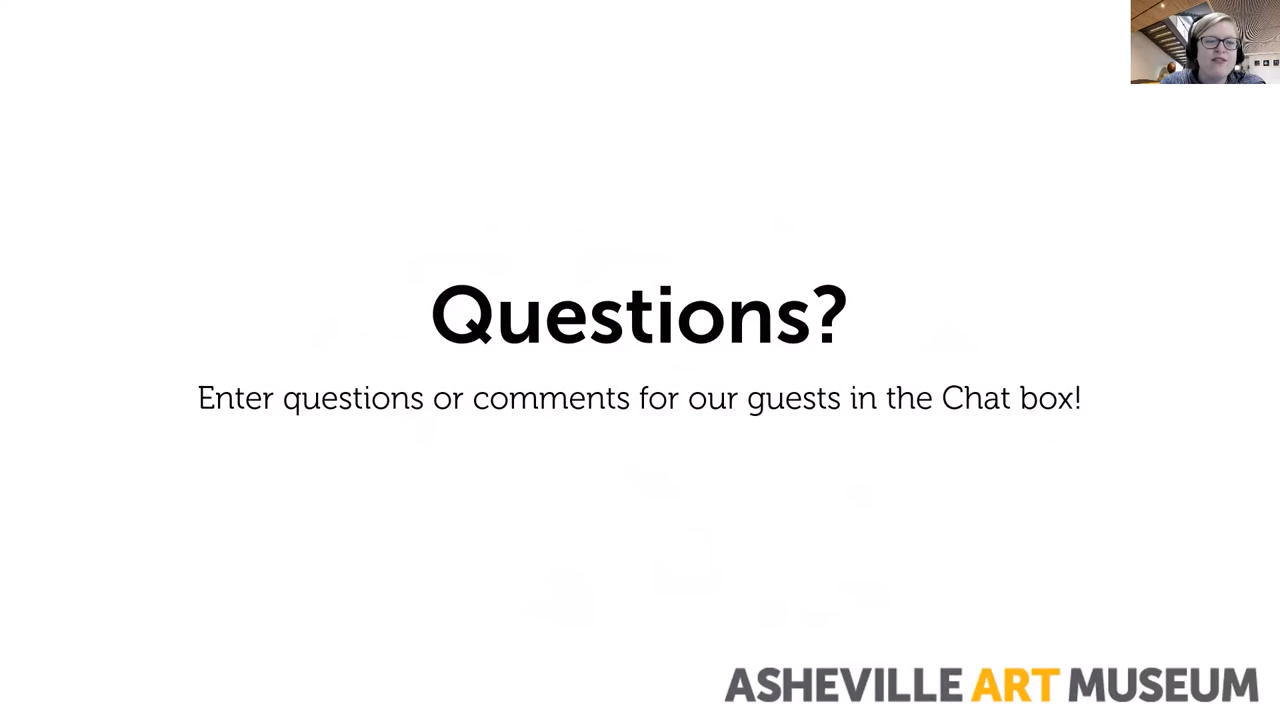 Questions?
Enter questions or comments for our guests in the Chat box!
ASHEVILLE ART MUSEUM